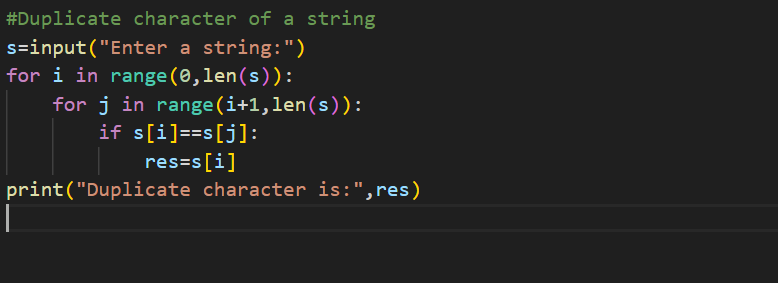 #Duplicate character of a string
s=input("Enter a string:")
for i in range(0,len(s)):
    for j in range(i+1,len(s)):
        if s[i]==s[j]:
            res=s[i]
print("Duplicate character is:",res)